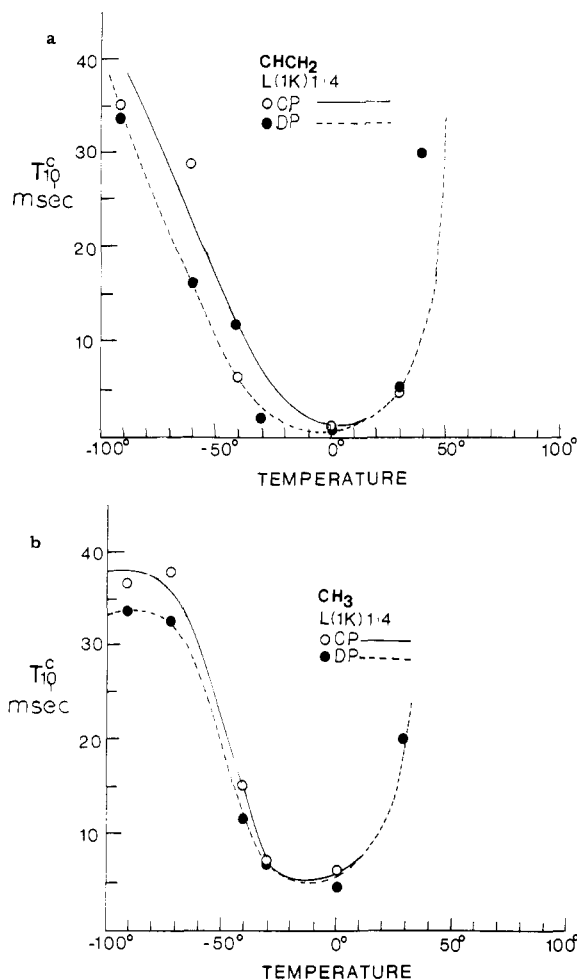 a
40
CHCH₂
L(1K) 1:4
○ CP
● DP
30
T₁ρᶜ
msec
20
10
-100° -50° 0° 50° 100°
TEMPERATURE
b
40
CH₃
L(1K) 1:4
○ CP
● DP
30
T₁ρᶜ
msec
20
10
-100° -50° 0° 50° 100°
TEMPERATURE